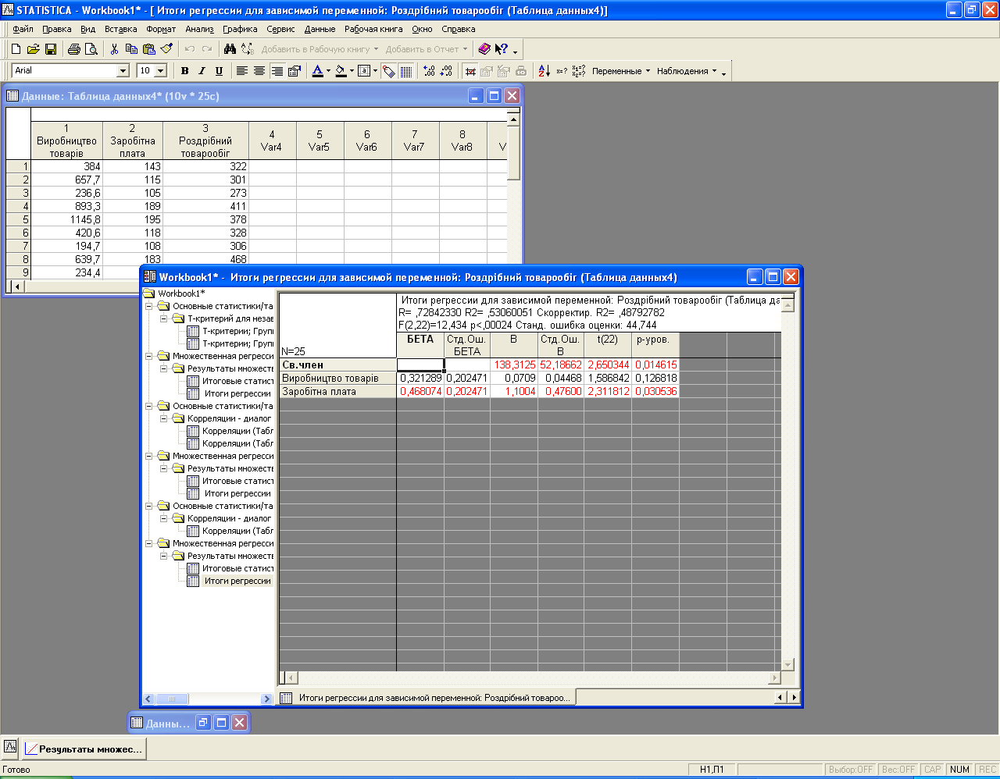 STATISTICA - Workbook1* - [ Итоги регрессии для зависимой переменной: Роздрібний товарообіг (Таблица данных4)]
Файл Правка Вид Вставка Формат Анализ Графика Сервис Данные Рабочая книга Окно Справка
Добавить в Рабочую книгу Добавить в Отчет
Arial 10 B I U Переменные Наблюдения
Данные: Таблица данных4* (10v * 25c)
1 2 3 4 5 6 7 8
Виробництво товарів Заробітна плата Роздрібний товарообіг Var4 Var5 Var6 Var7 Var8 V
1 384 143 322
2 657,7 115 301
3 236,6 105 273
4 893,3 189 411
5 1145,8 195 378
6 420,6 118 328
7 194,7 108 306
8 639,7 183 468
9 234,4
Workbook1* - Итоги регрессии для зависимой переменной: Роздрібний товарообіг (Таблица данных4)
Workbook1*
Основные статистики/та
Т-критерий для незав
Т-критерии; Групп
Т-критерии; Групп
Множественная регресси
Результаты множеств
Итоговые статист
Итоги регрессии
Основные статистики/та
Корреляции - диалог
Корреляции (Табл
Корреляции (Табл
Множественная регресси
Результаты множеств
Итоговые статист
Итоги регрессии
Основные статистики/та
Корреляции - диалог
Корреляции (Табл
Множественная регресси
Результаты множеств
Итоговые статист
Итоги регрессии
Итоги регрессии для зависимой переменной: Роздрібний товарообіг (Таблица да
R= ,72842330 R2= ,53060051 Скорректир. R2= ,48792782
F(2,22)=12,434 p<,00024 Станд. ошибка оценки: 44,744
N=25 БЕТА Стд.Ош. БЕТА B Стд.Ош. B t(22) p-уров.
Св.член 138,3125 52,18662 2,650344 0,014615
Виробництво товарів 0,321289 0,202471 0,0709 0,04468 1,586842 0,126818
Заробітна плата 0,468074 0,202471 1,1004 0,47600 2,311812 0,030536
Итоги регрессии для зависимой переменной: Роздрібний товароо...
Данны...
Результаты множес...
Готово Н1,П1 Выбор:OFF Вес:OFF CAP NUM REC